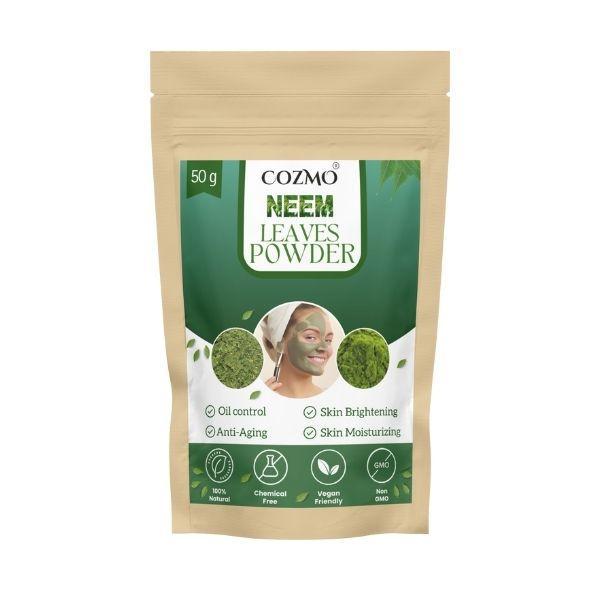 50 g
COZMO®
NEEM
LEAVES
POWDER
Oil control
Skin Brightening
Anti-Aging
Skin Moisturizing
GMO
100%
Natural
Chemical
Free
Vegan
Friendly
Non
GMO